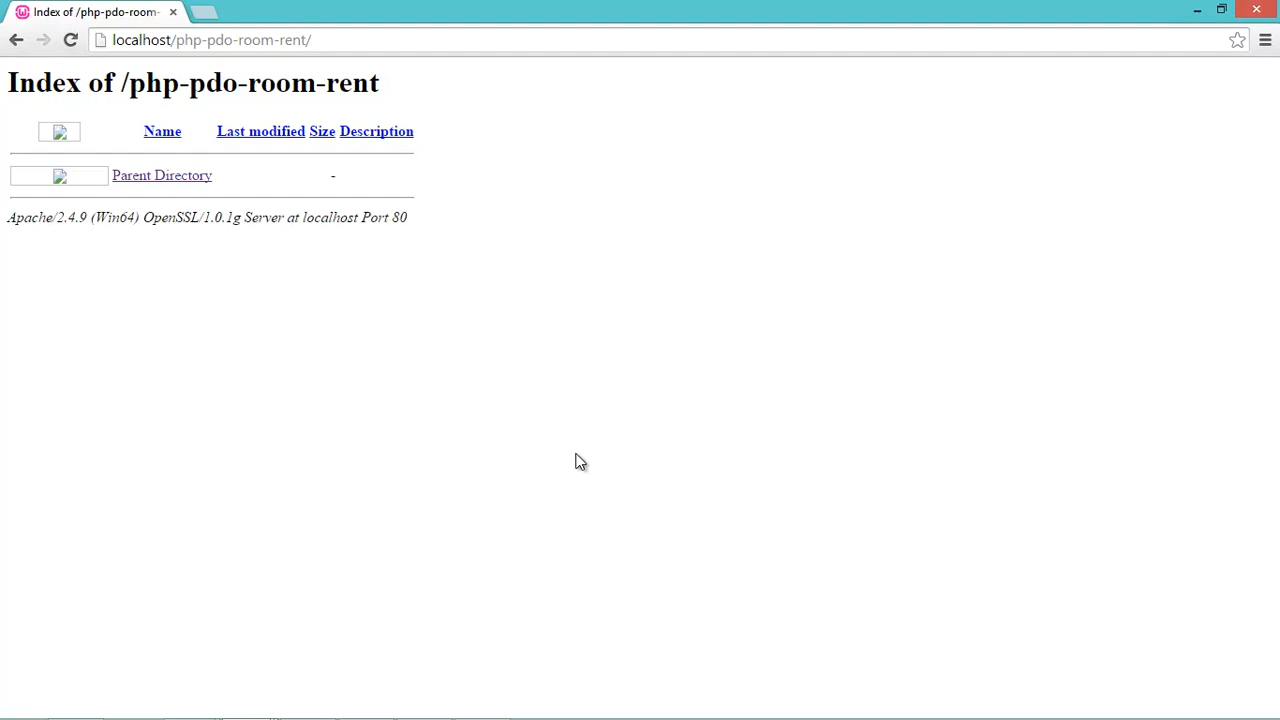 Index of /php-pdo-room-
localhost/php-pdo-room-rent/
Index of /php-pdo-room-rent
Name Last modified Size Description
Parent Directory -
Apache/2.4.9 (Win64) OpenSSL/1.0.1g Server at localhost Port 80